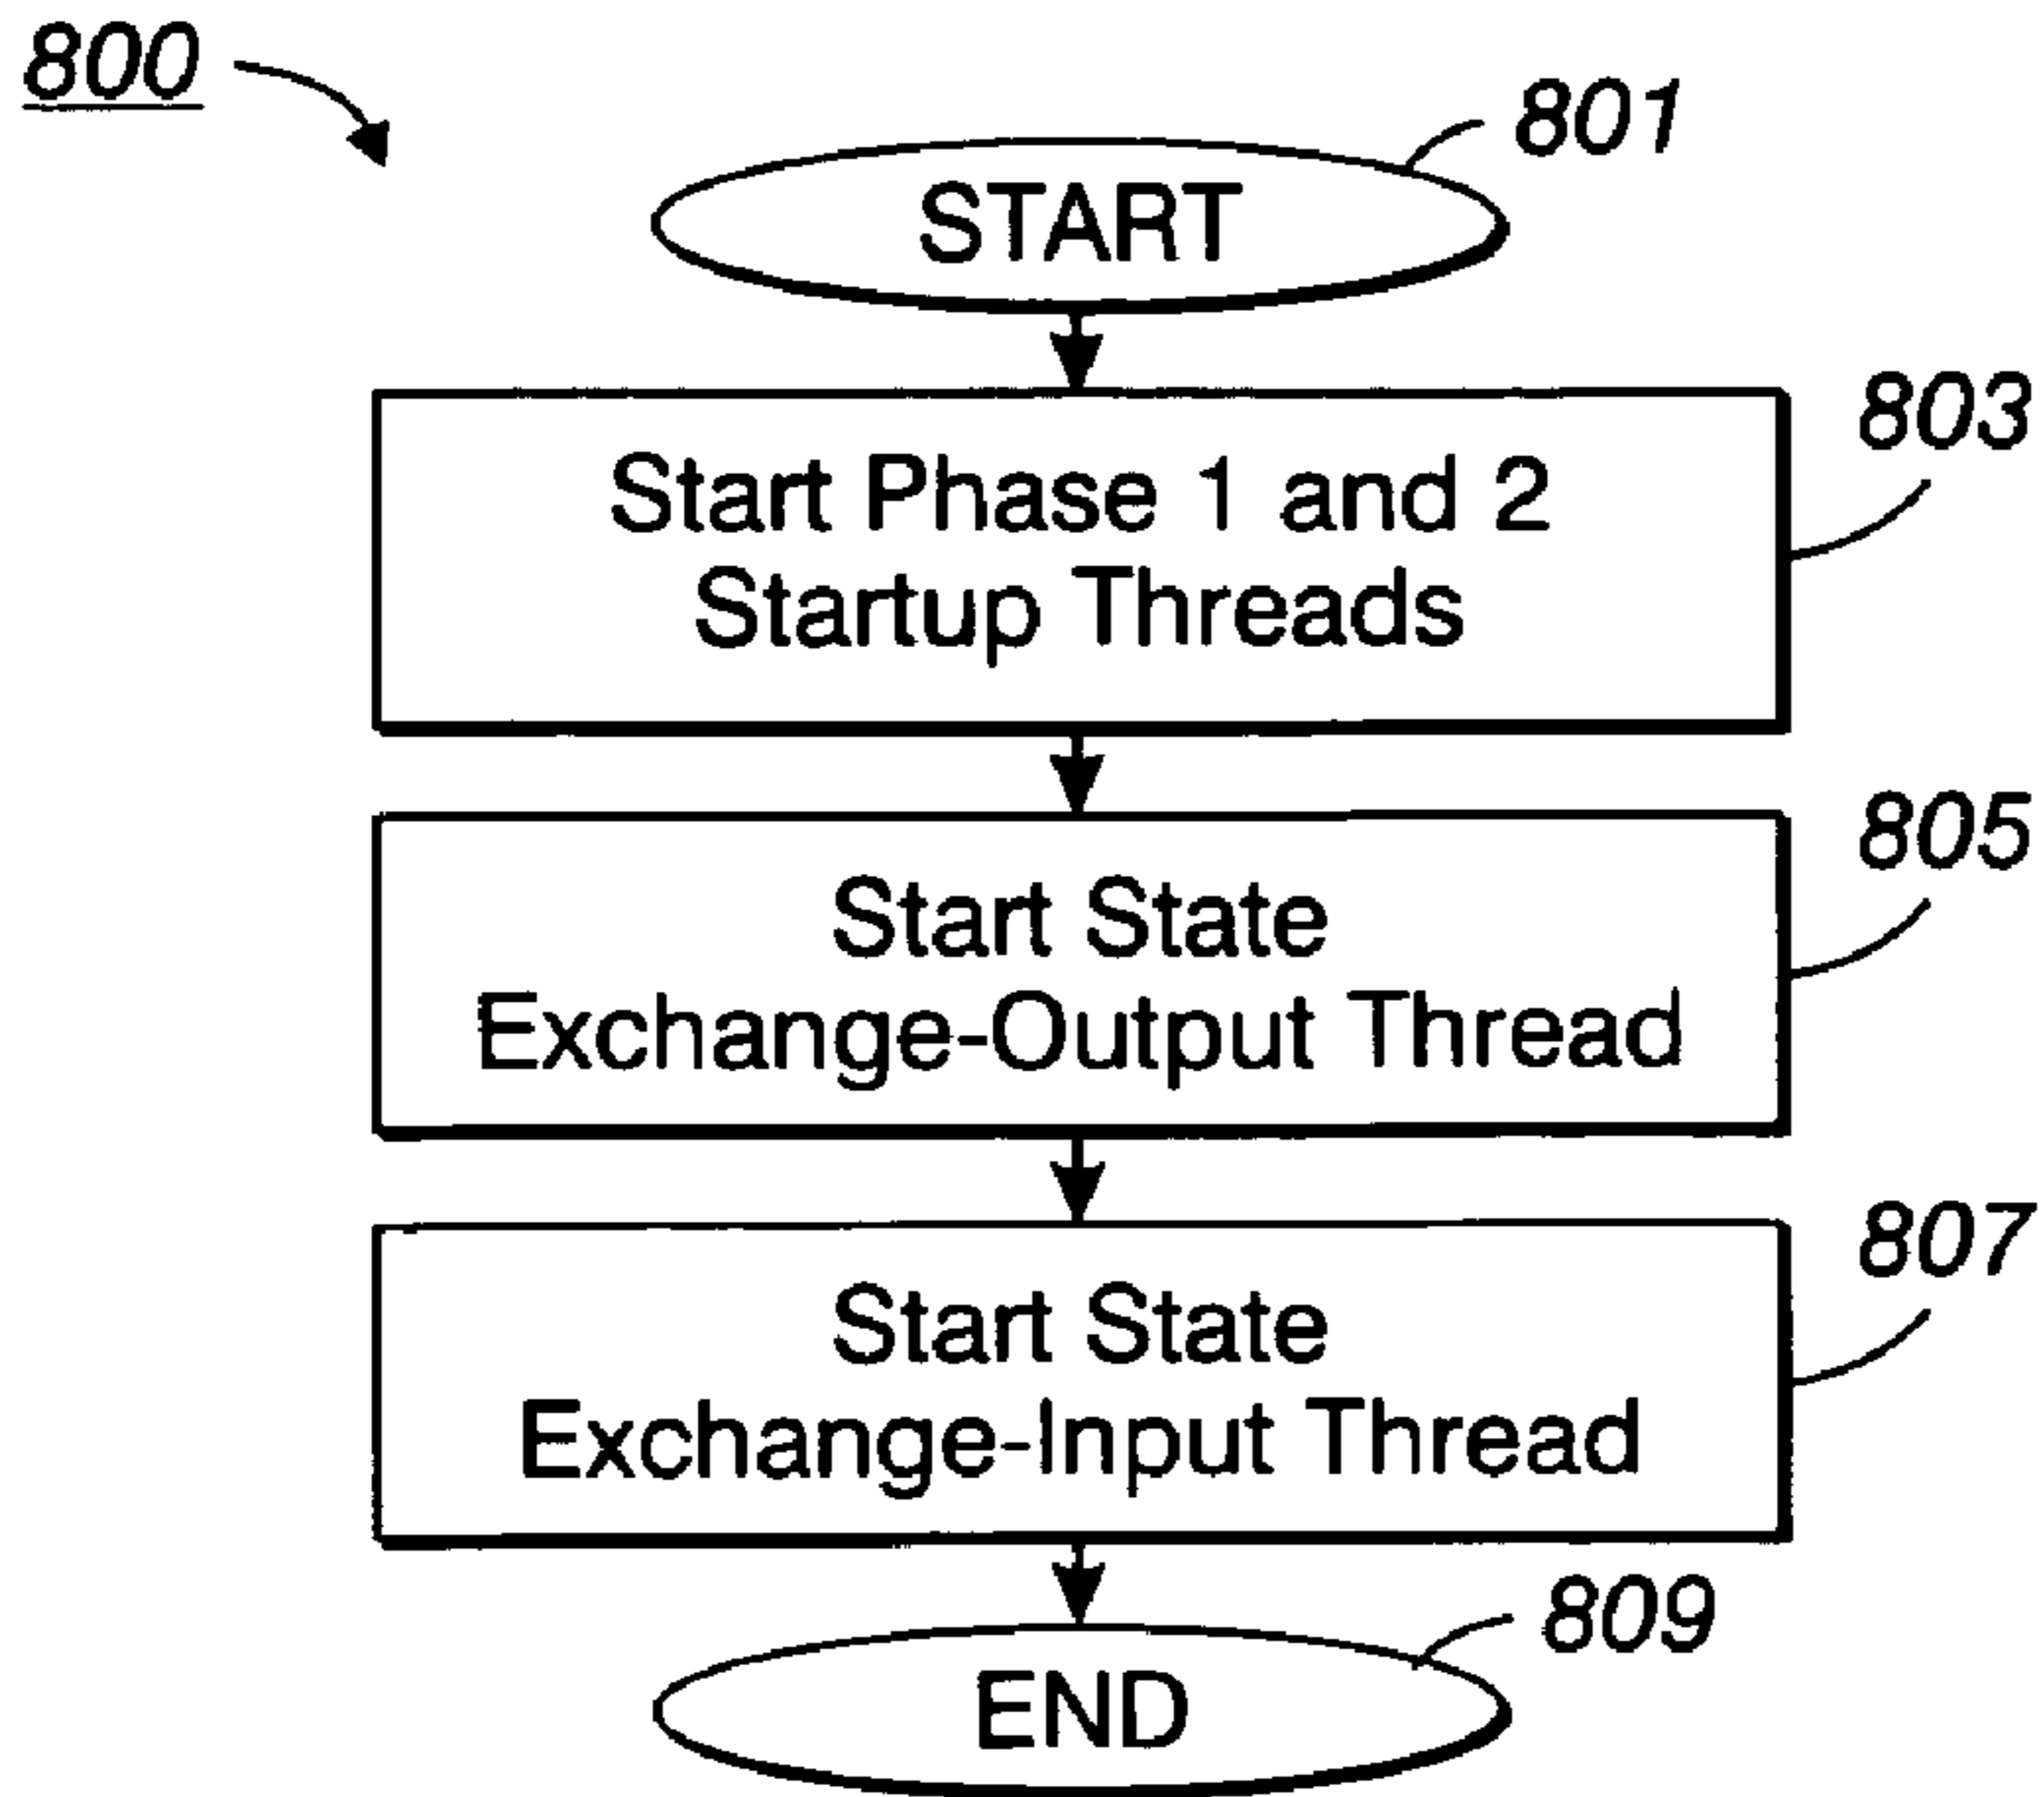 800
801
START
803
Start Phase 1 and 2
Startup Threads
805
Start State
Exchange-Output Thread
807
Start State
Exchange-Input Thread
809
END